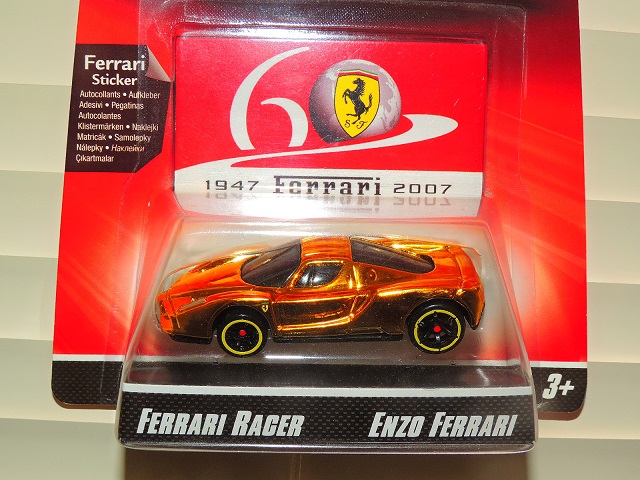 Ferrari
Sticker
Autocollants • Aufkleber
Adesivi • Pegatinas
Autocolantes
Klistermärken • Naklejki
Matricák • Samolepky
Nálepky • Наклейки
Çıkartmalar
60
S F
1947 Ferrari 2007
3+
FERRARI RACER ENZO FERRARI